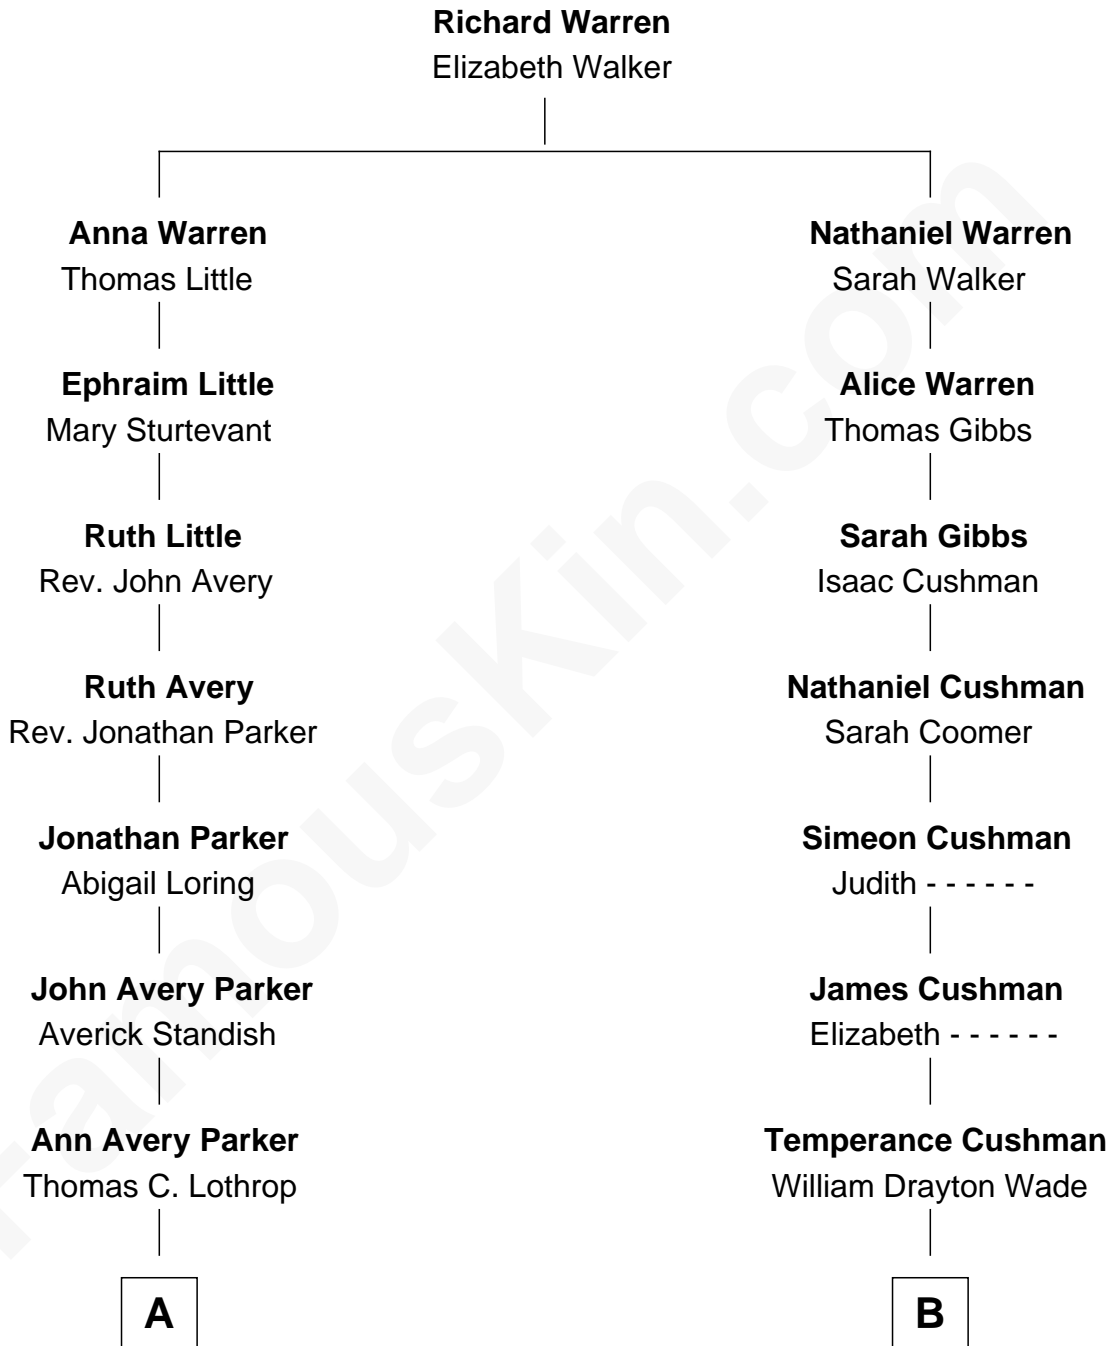 Richard Warren
Elizabeth Walker
Anna Warren
Thomas Little
Nathaniel Warren
Sarah Walker
Ephraim Little
Mary Sturtevant
Alice Warren
Thomas Gibbs
Ruth Little
Rev. John Avery
Sarah Gibbs
Isaac Cushman
Ruth Avery
Rev. Jonathan Parker
Nathaniel Cushman
Sarah Coomer
Jonathan Parker
Abigail Loring
Simeon Cushman
Judith - - - - - -
John Avery Parker
Averick Standish
James Cushman
Elizabeth - - - - - -
Ann Avery Parker
Thomas C. Lothrop
Temperance Cushman
William Drayton Wade
A
B
FamousKin.com